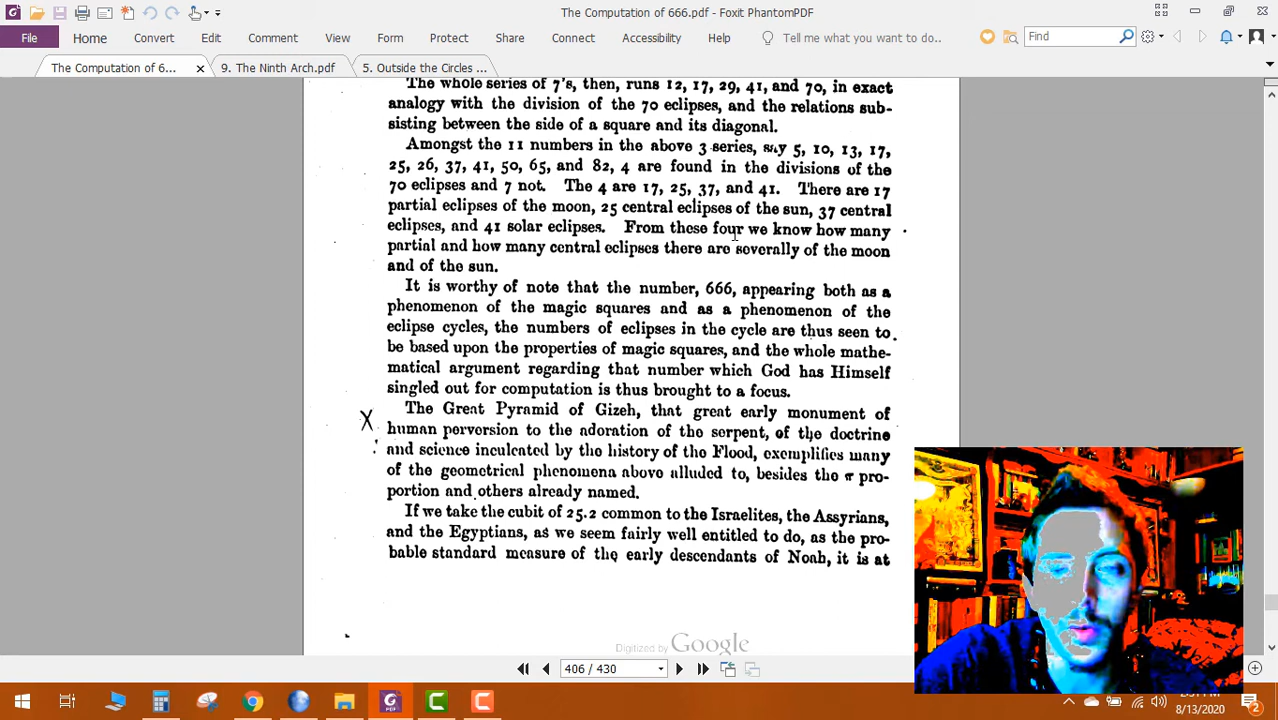 The Computation of 666.pdf - Foxit PhantomPDF
File Home Convert Edit Comment View Form Protect Share Connect Accessibility Help Tell me what you want to do.. Find
The Computation of 6... 9. The Ninth Arch.pdf 5. Outside the Circles ...
The whole series of 7's, then, runs 12, 17, 29, 41, and 70, in exact
analogy with the division of the 70 eclipses, and the relations sub-
sisting between the side of a square and its diagonal.
Amongst the 11 numbers in the above 3 series, say 5, 10, 13, 17,
25, 26, 37, 41, 50, 65, and 82, 4 are found in the divisions of the
70 eclipses and 7 not. The 4 are 17, 25, 37, and 41. There are 17
partial eclipses of the moon, 25 central eclipses of the sun, 37 central
eclipses, and 41 solar eclipses. From these four we know how many
partial and how many central eclipses there are severally of the moon
and of the sun.
It is worthy of note that the number, 666, appearing both as a
phenomenon of the magic squares and as a phenomenon of the
eclipse cycles, the numbers of eclipses in the cycle are thus seen to
be based upon the properties of magic squares, and the whole mathe-
matical argument regarding that number which God has Himself
singled out for computation is thus brought to a focus.
X The Great Pyramid of Gizeh, that great early monument of
human perversion to the adoration of the serpent, of the doctrine
and science inculcated by the history of the Flood, exemplifies many
of the geometrical phenomena above alluded to, besides the π pro-
portion and others already named.
If we take the cubit of 25.2 common to the Israelites, the Assyrians,
and the Egyptians, as we seem fairly well entitled to do, as the pro-
bable standard measure of the early descendants of Noah, it is at
Digitized by Google
406 / 430
8/13/2020
2